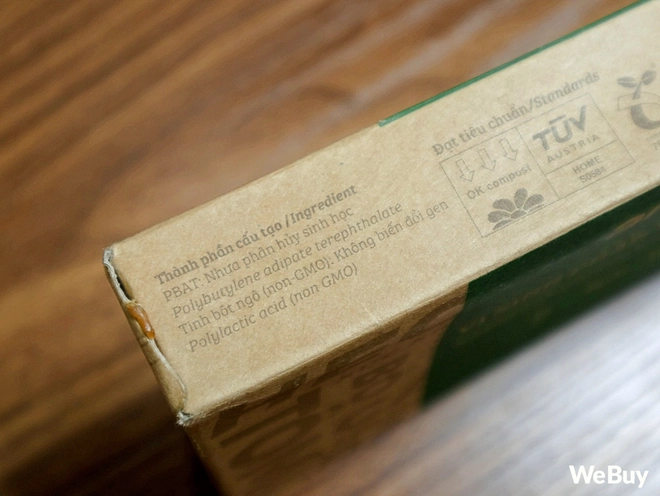 Thành phần cấu tạo / Ingredient
PBAT: Nhựa phân hủy sinh học
Polybutylene adipate terephthalate
Tinh bột ngô (non-GMO): Không biến đổi gen
Polylactic acid (non GMO)
Đạt tiêu chuẩn/Standards
OK compost
TÜV
AUSTRIA
HOME
WeBuy